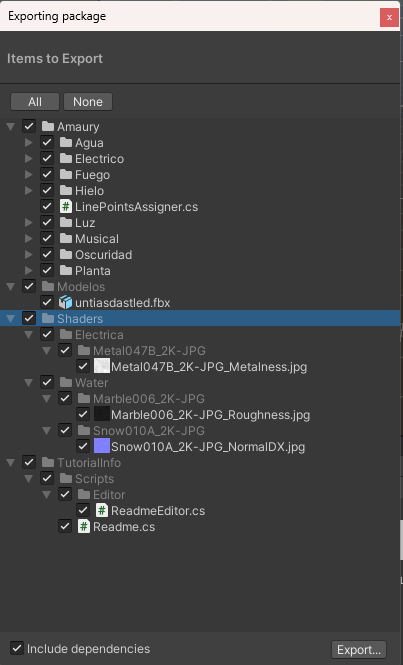 Exporting package
x
Items to Export
All
None
Amaury
Agua
Electrico
Fuego
Hielo
# LinePointsAssigner.cs
Luz
Musical
Oscuridad
Planta
Modelos
untiasdastled.fbx
Shaders
Electrica
Metal047B_2K-JPG
Metal047B_2K-JPG_Metalness.jpg
Water
Marble006_2K-JPG
Marble006_2K-JPG_Roughness.jpg
Snow010A_2K-JPG
Snow010A_2K-JPG_NormalDX.jpg
TutorialInfo
Scripts
Editor
# ReadmeEditor.cs
# Readme.cs
Include dependencies
Export...